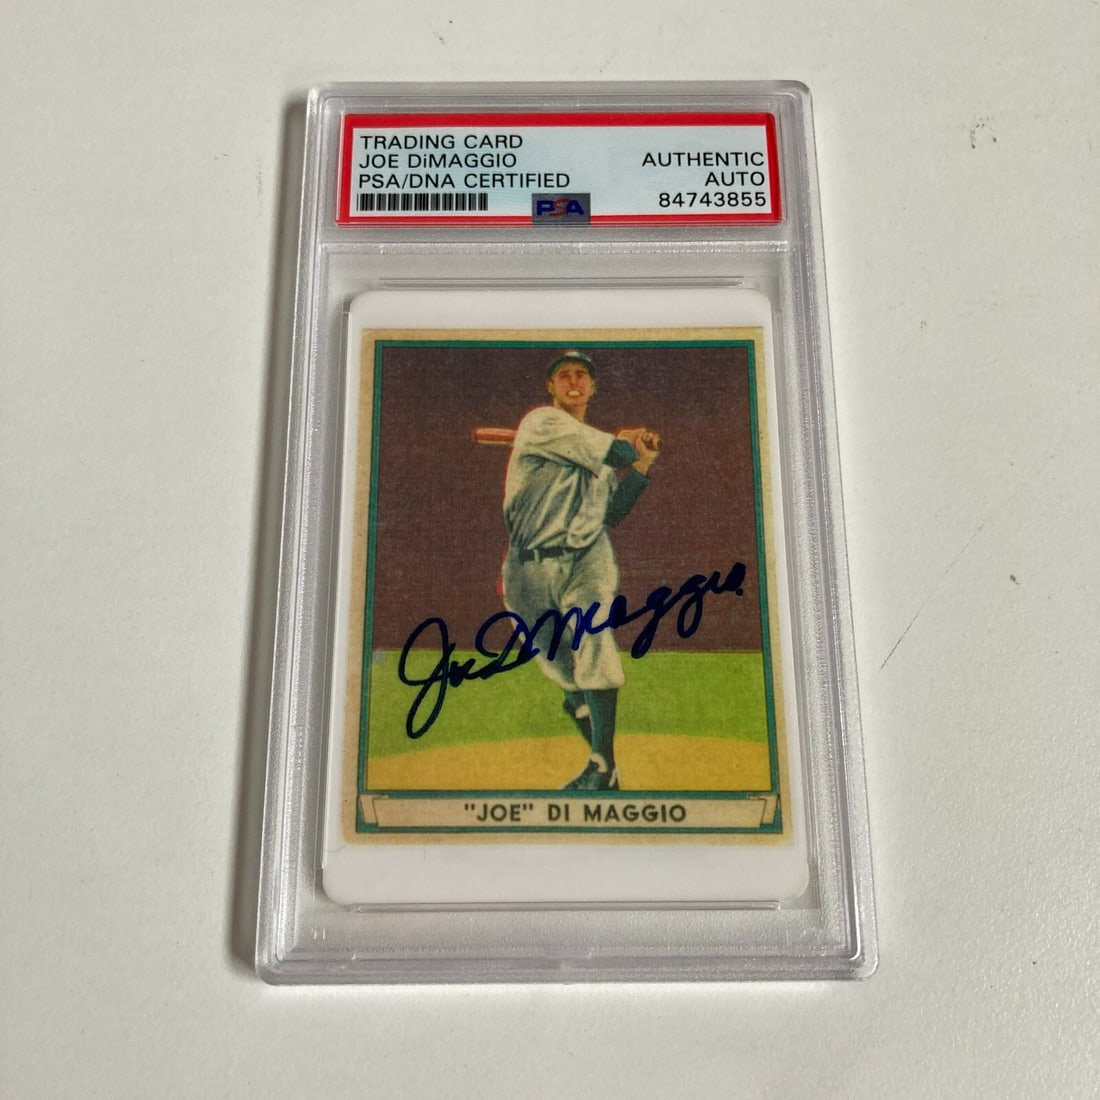 TRADING CARD
JOE DiMAGGIO
PSA/DNA CERTIFIED
AUTHENTIC
AUTO
84743855
PSA
Joe DiMaggio
"JOE" DI MAGGIO